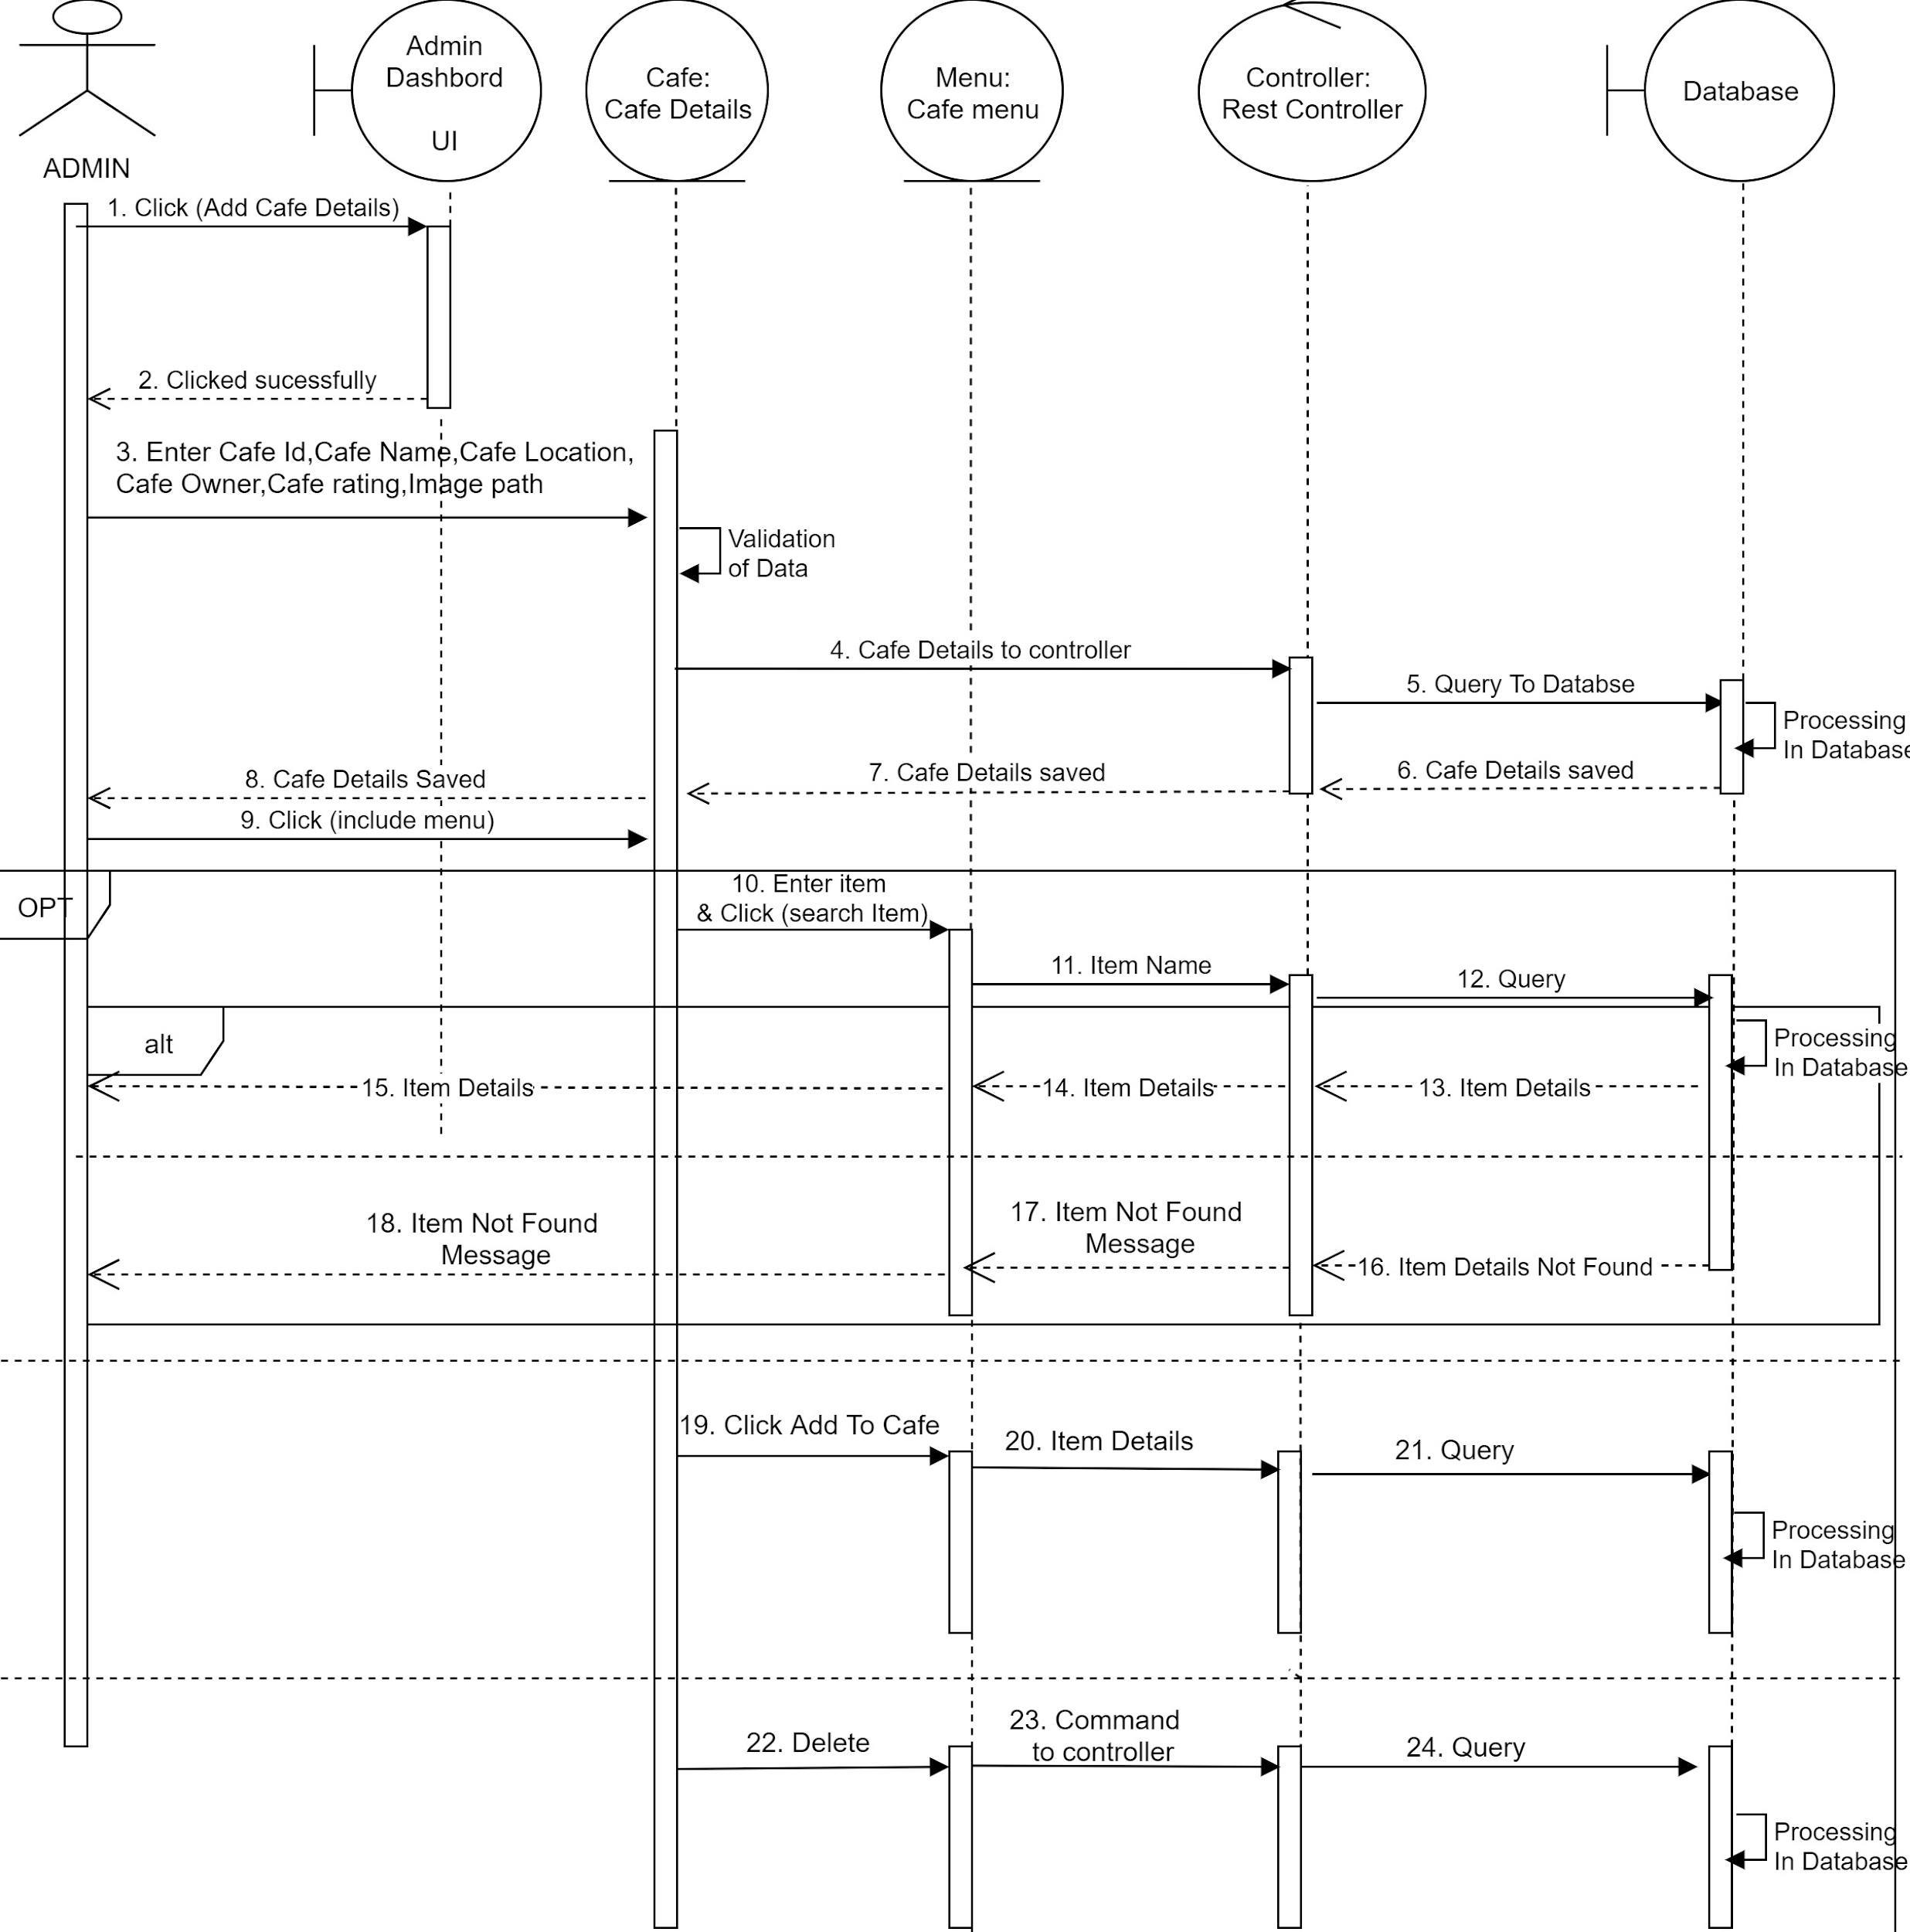 Admin
Dashbord
UI
Cafe:
Cafe Details
Menu:
Cafe menu
Controller:
Rest Controller
Database
ADMIN
1. Click (Add Cafe Details)
2. Clicked sucessfully
3. Enter Cafe Id,Cafe Name,Cafe Location,
Cafe Owner,Cafe rating,Image path
Validation
of Data
4. Cafe Details to controller
5. Query To Databse
Processing
In Database
6. Cafe Details saved
7. Cafe Details saved
8. Cafe Details Saved
9. Click (include menu)
OPT
10. Enter item
& Click (search Item)
11. Item Name
12. Query
alt
Processing
In Database
15. Item Details
14. Item Details
13. Item Details
18. Item Not Found
Message
17. Item Not Found
Message
16. Item Details Not Found
19. Click Add To Cafe
20. Item Details
21. Query
Processing
In Database
22. Delete
23. Command
to controller
24. Query
Processing
In Database